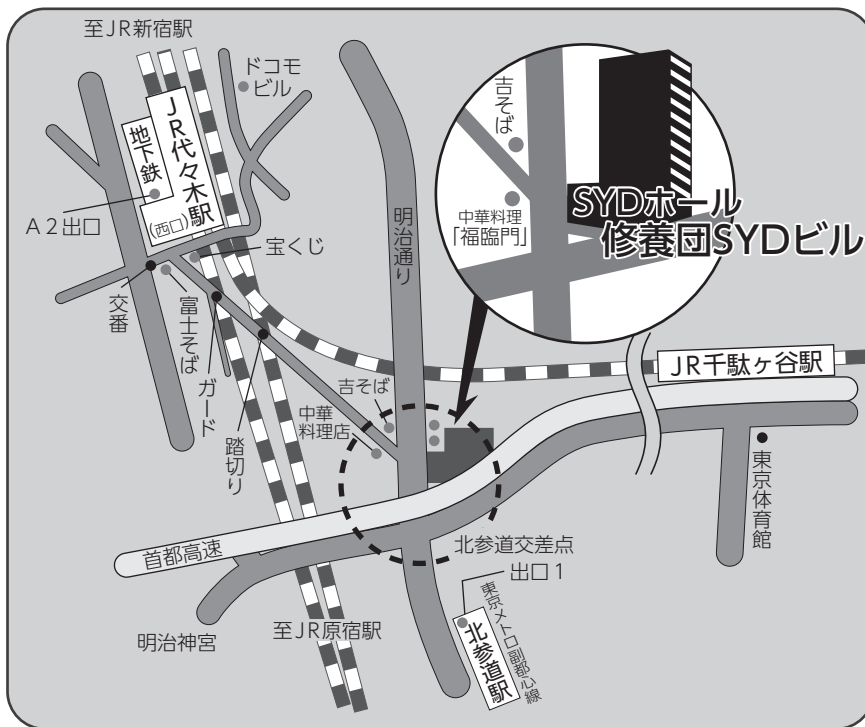 至JR新宿駅
ドコモ
ビル
JR代々木駅
(西口)
地下鉄
A2出口
宝くじ
交番
富士そば
ガード
踏切り
明治通り
吉そば
中華料理
「福臨門」
SYDホール
修養団SYDビル
JR千駄ヶ谷駅
吉そば
中華
料理店
東京体育館
首都高速
北参道交差点
出口1
明治神宮
至JR原宿駅
東京メトロ副都心線
北参道駅